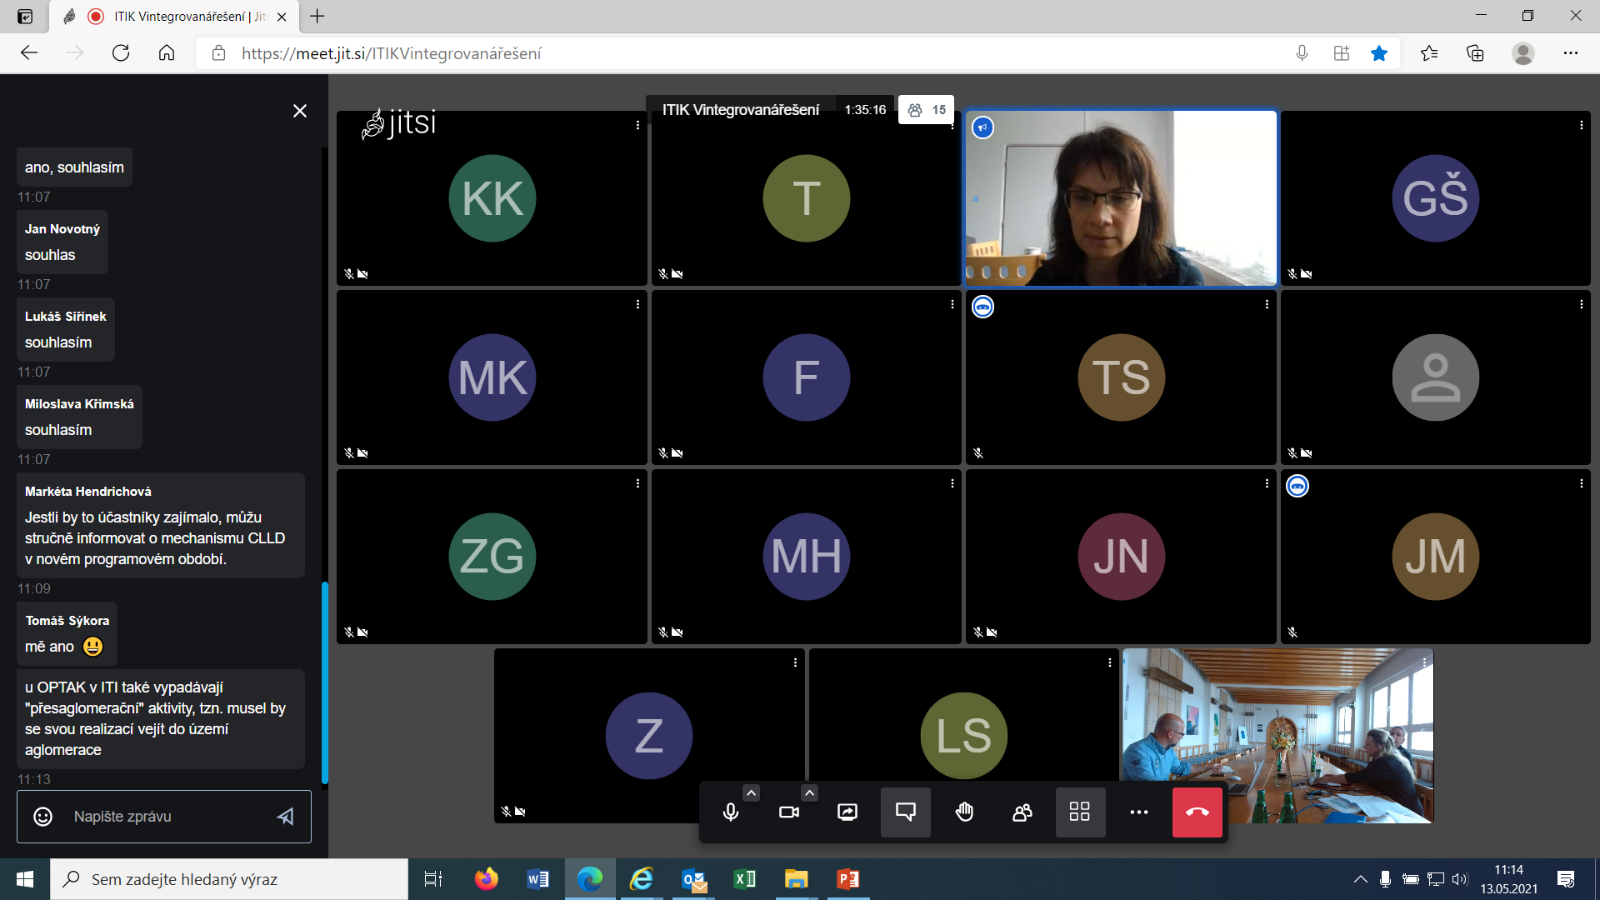 ITIK Vintegrovanářešení | Jit
https://meet.jit.si/ITIKVintegrovanářešení
ano, souhlasím
11:07
Jan Novotný
souhlas
11:07
Lukáš Siřínek
souhlasím
11:07
Miloslava Křimská
souhlasím
11:07
Markéta Hendrichová
Jestli by to účastníky zajímalo, můžu
stručně informovat o mechanismu CLLD
v novém programovém období.
11:09
Tomáš Sýkora
mě ano
u OPTAK v ITI také vypadávají
"přesaglomerační" aktivity, tzn. musel by
se svou realizací vejít do území
aglomerace
11:13
Napište zprávu
jitsi
ITIK Vintegrovanářešení 1:35:16 15
KK T GŠ
MK F TS
ZG MH JN JM
Z LS
Sem zadejte hledaný výraz
11:14
13.05.2021